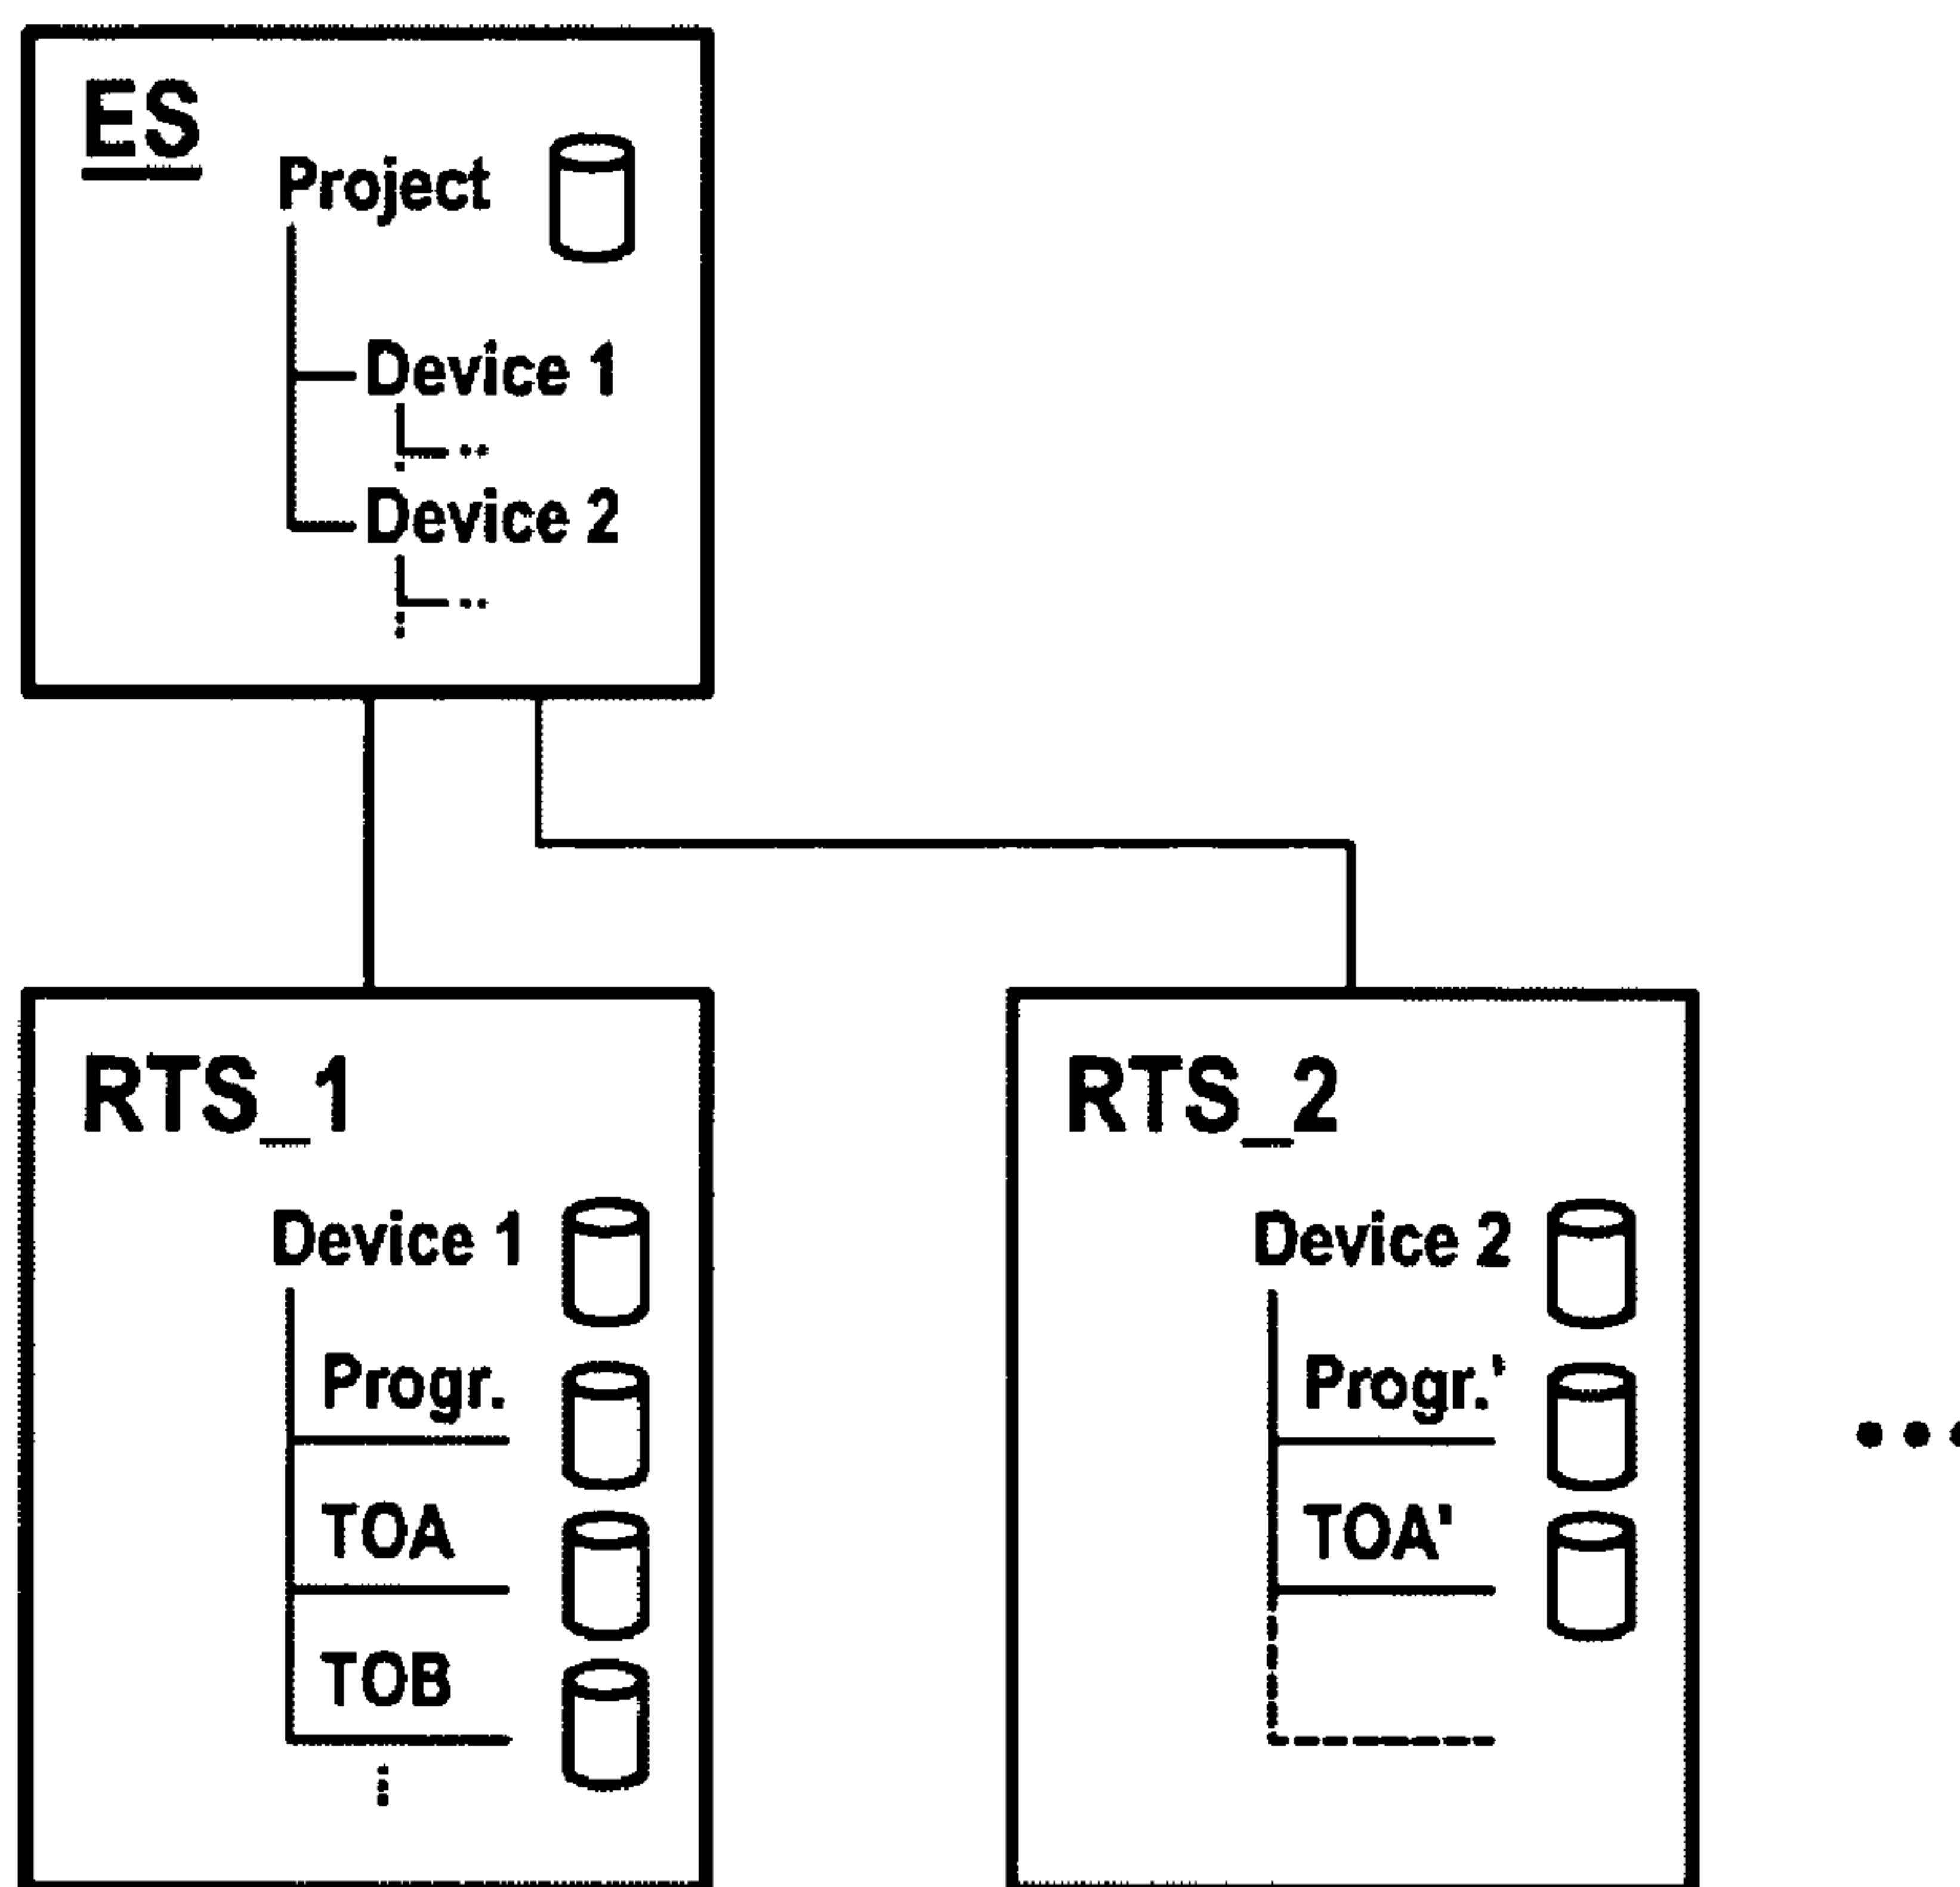 ES
Project
Device 1
..
Device 2
..
RTS_1
Device 1
Progr.
TOA
TOB
RTS_2
Device 2
Progr.'
TOA'
...